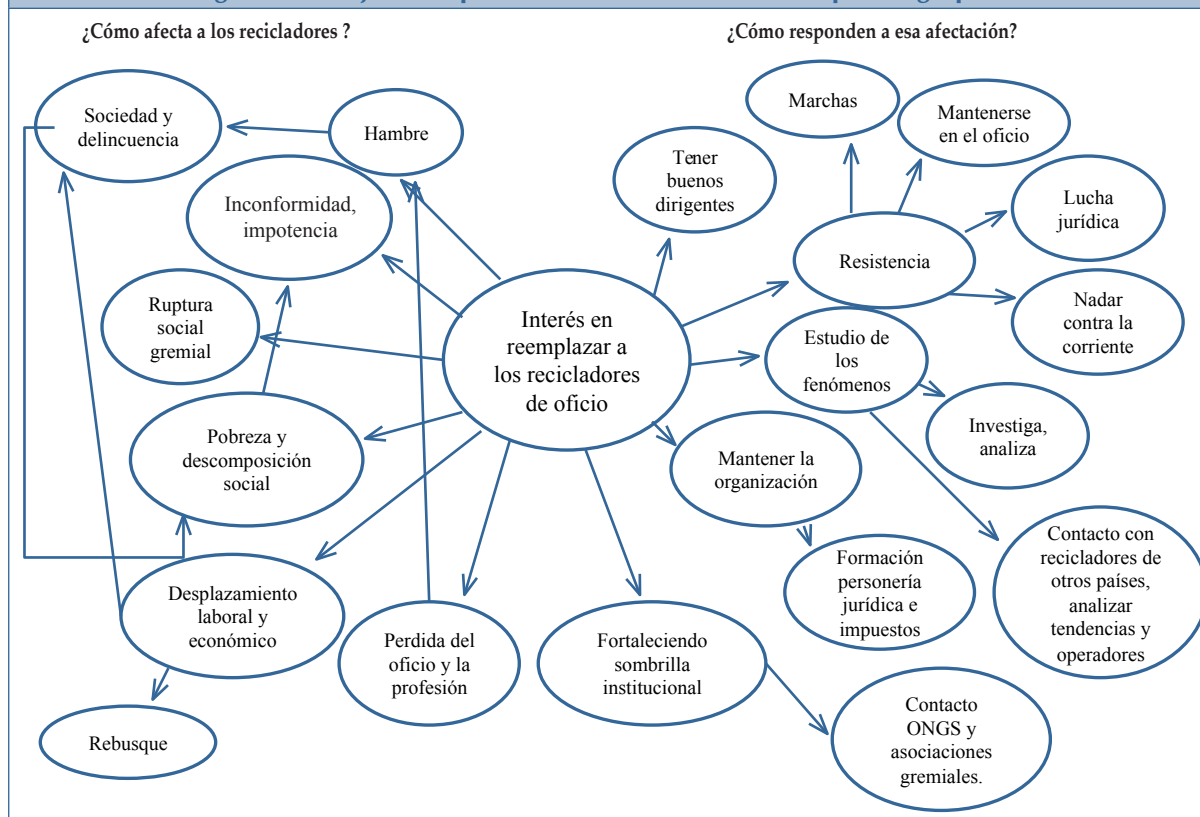 ¿Cómo afecta a los recicladores ?
¿Cómo responden a esa afectación?
Sociedad y
delincuencia
Hambre
Inconformidad,
impotencia
Ruptura
social
gremial
Pobreza y
descomposición
social
Desplazamiento
laboral y
económico
Rebusque
Perdida del
oficio y la
profesión
Interés en
reemplazar a
los recicladores
de oficio
Tener
buenos
dirigentes
Marchas
Mantenerse
en el oficio
Lucha
jurídica
Resistencia
Nadar
contra la
corriente
Estudio de
los
fenómenos
Investiga,
analiza
Mantener la
organización
Formación
personería
jurídica e
impuestos
Contacto con
recicladores de
otros países,
analizar
tendencias y
operadores
Fortaleciendo
sombrilla
institucional
Contacto
ONGS y
asociaciones
gremiales.